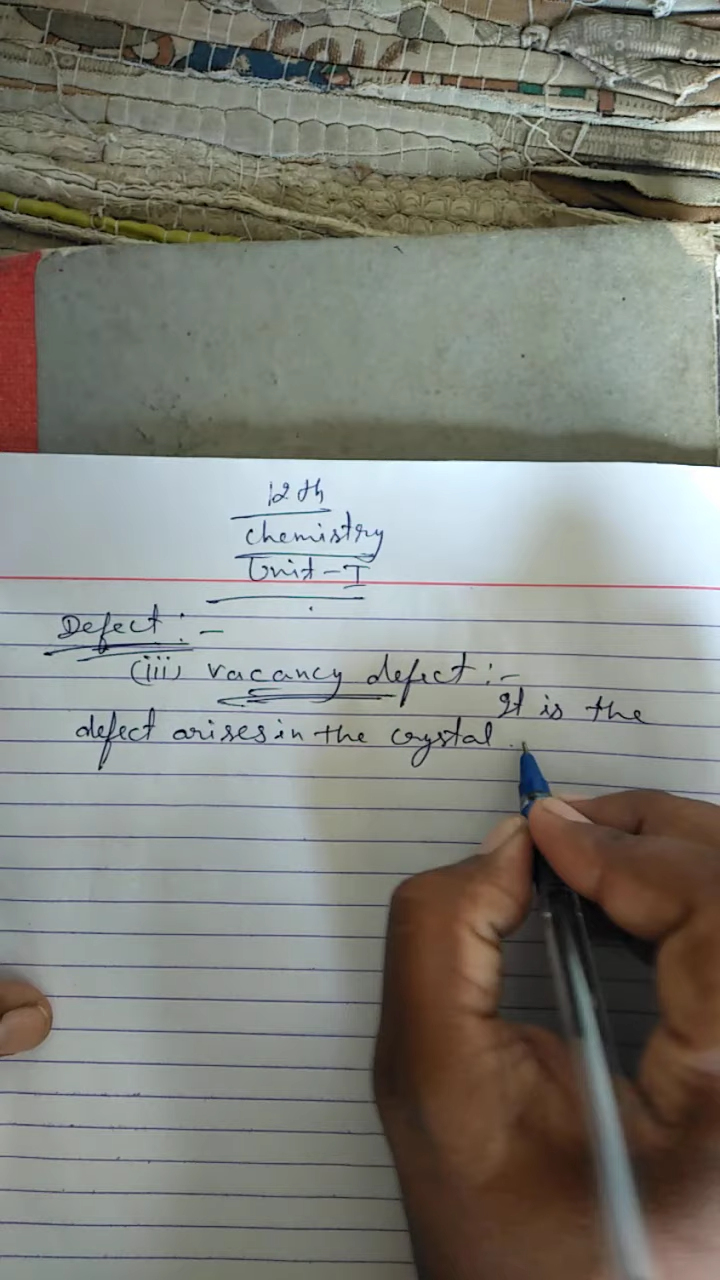 12th
Chemistry
Unit-I
Defect:-
(iii) vacancy defect:-
It is the
defect arises in the crystal